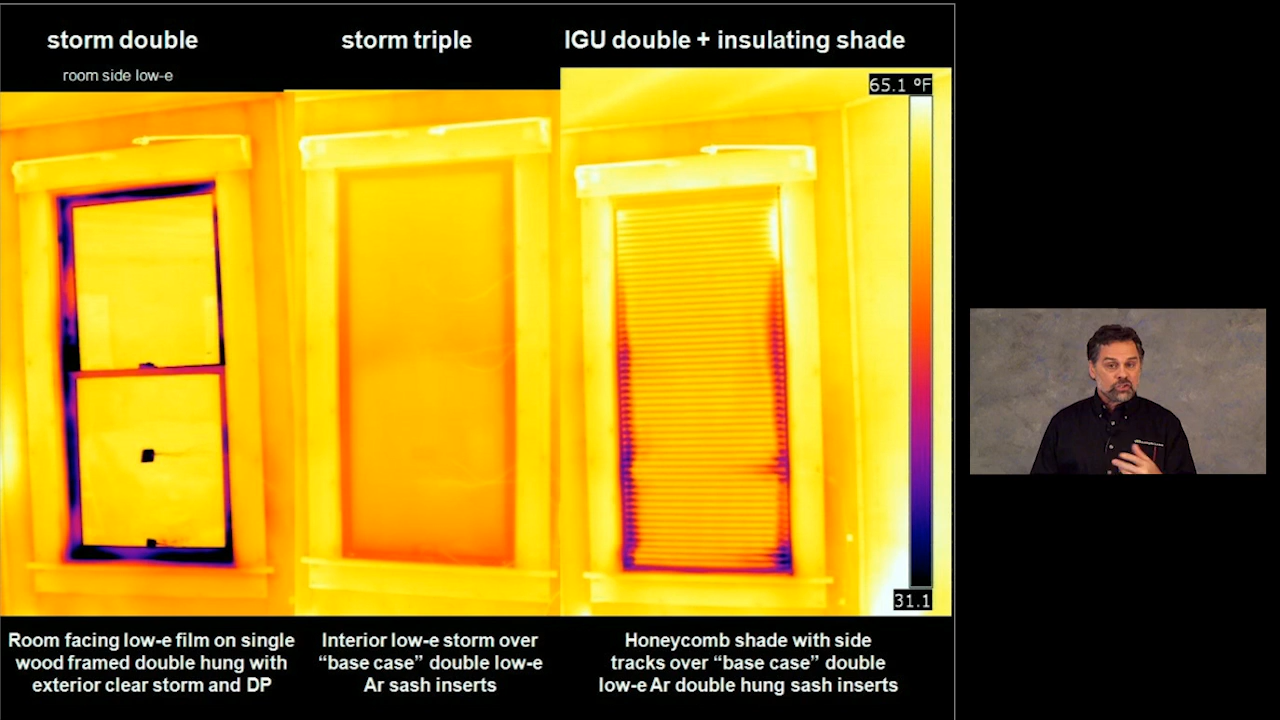 storm double
room side low-e
storm triple
IGU double + insulating shade
65.1 ºF
31.1
Room facing low-e film on single
wood framed double hung with
exterior clear storm and DP
Interior low-e storm over
“base case” double low-e
Ar sash inserts
Honeycomb shade with side
tracks over “base case” double
low-e Ar double hung sash inserts